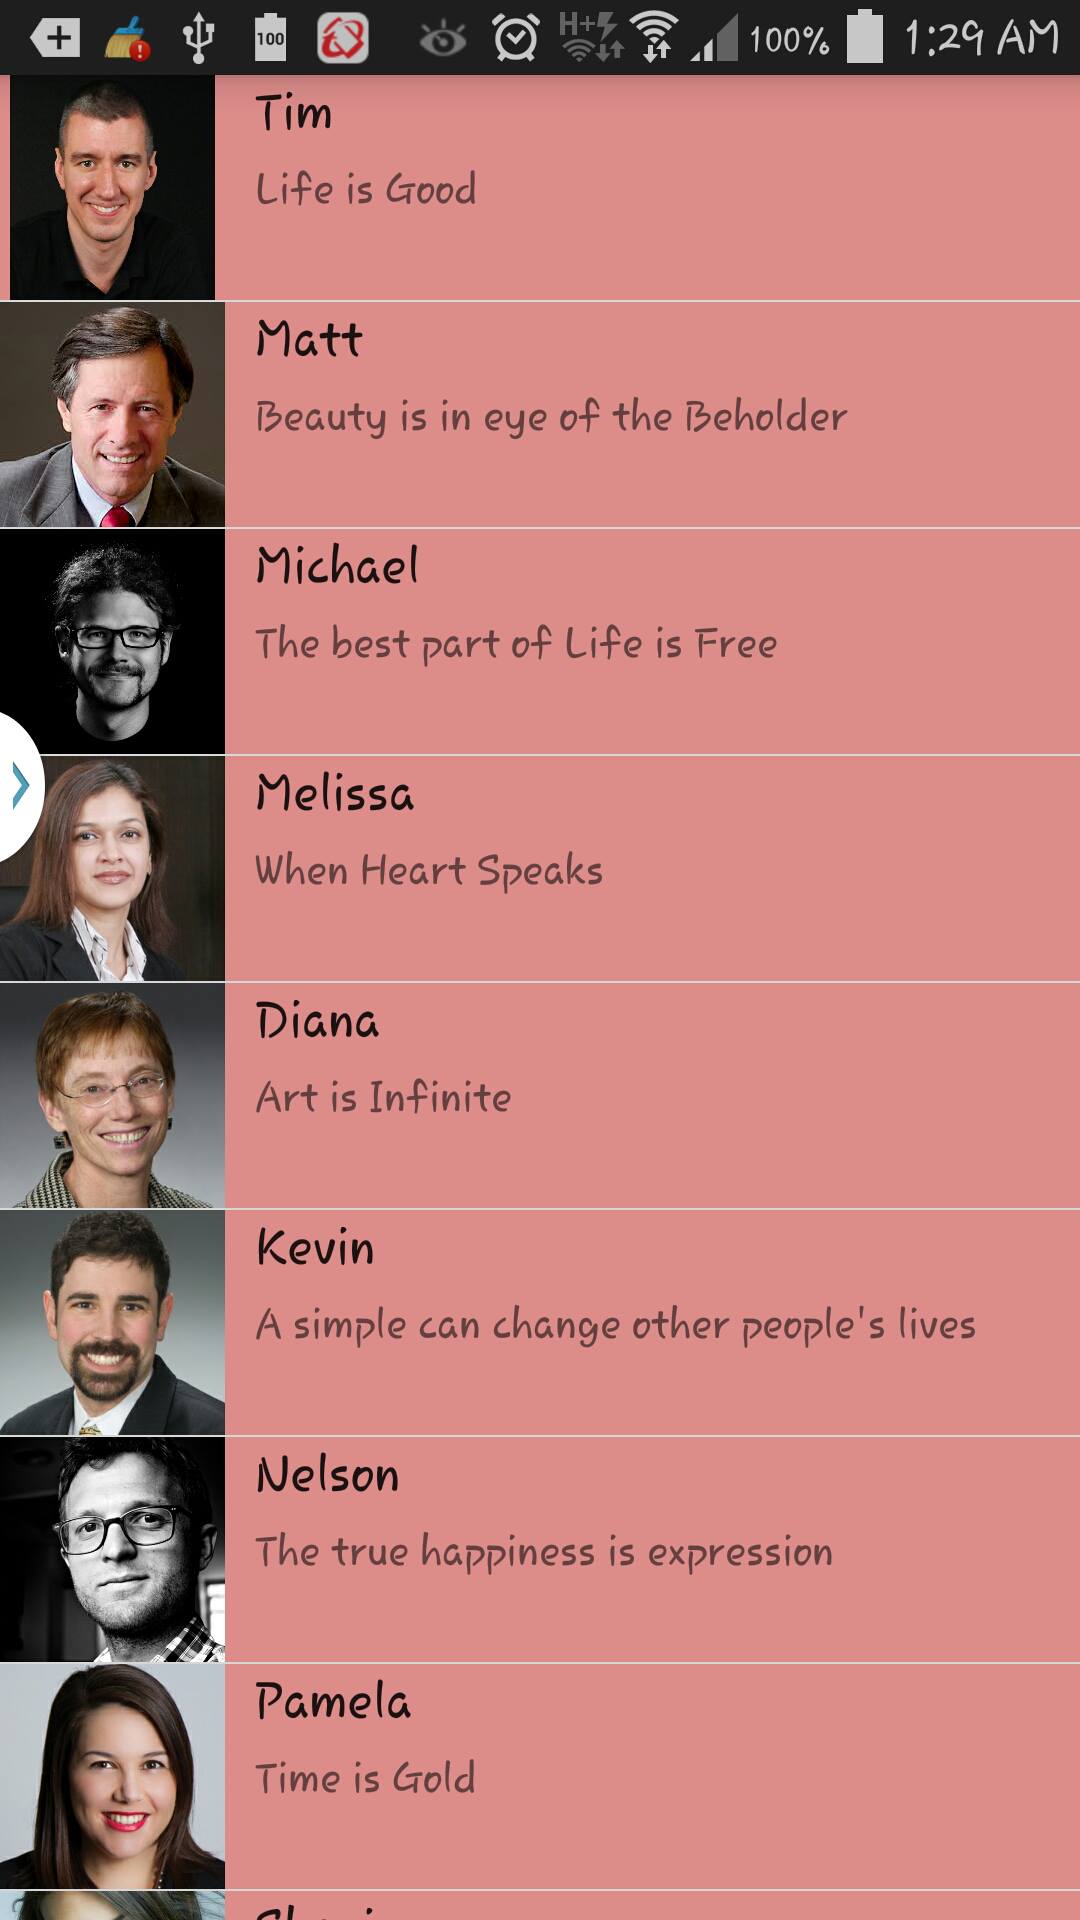 100 H+ 100% 1:29 AM
Tim
Life is Good
Matt
Beauty is in eye of the Beholder
Michael
The best part of Life is Free
Melissa
When Heart Speaks
Diana
Art is Infinite
Kevin
A simple can change other people's lives
Nelson
The true happiness is expression
Pamela
Time is Gold